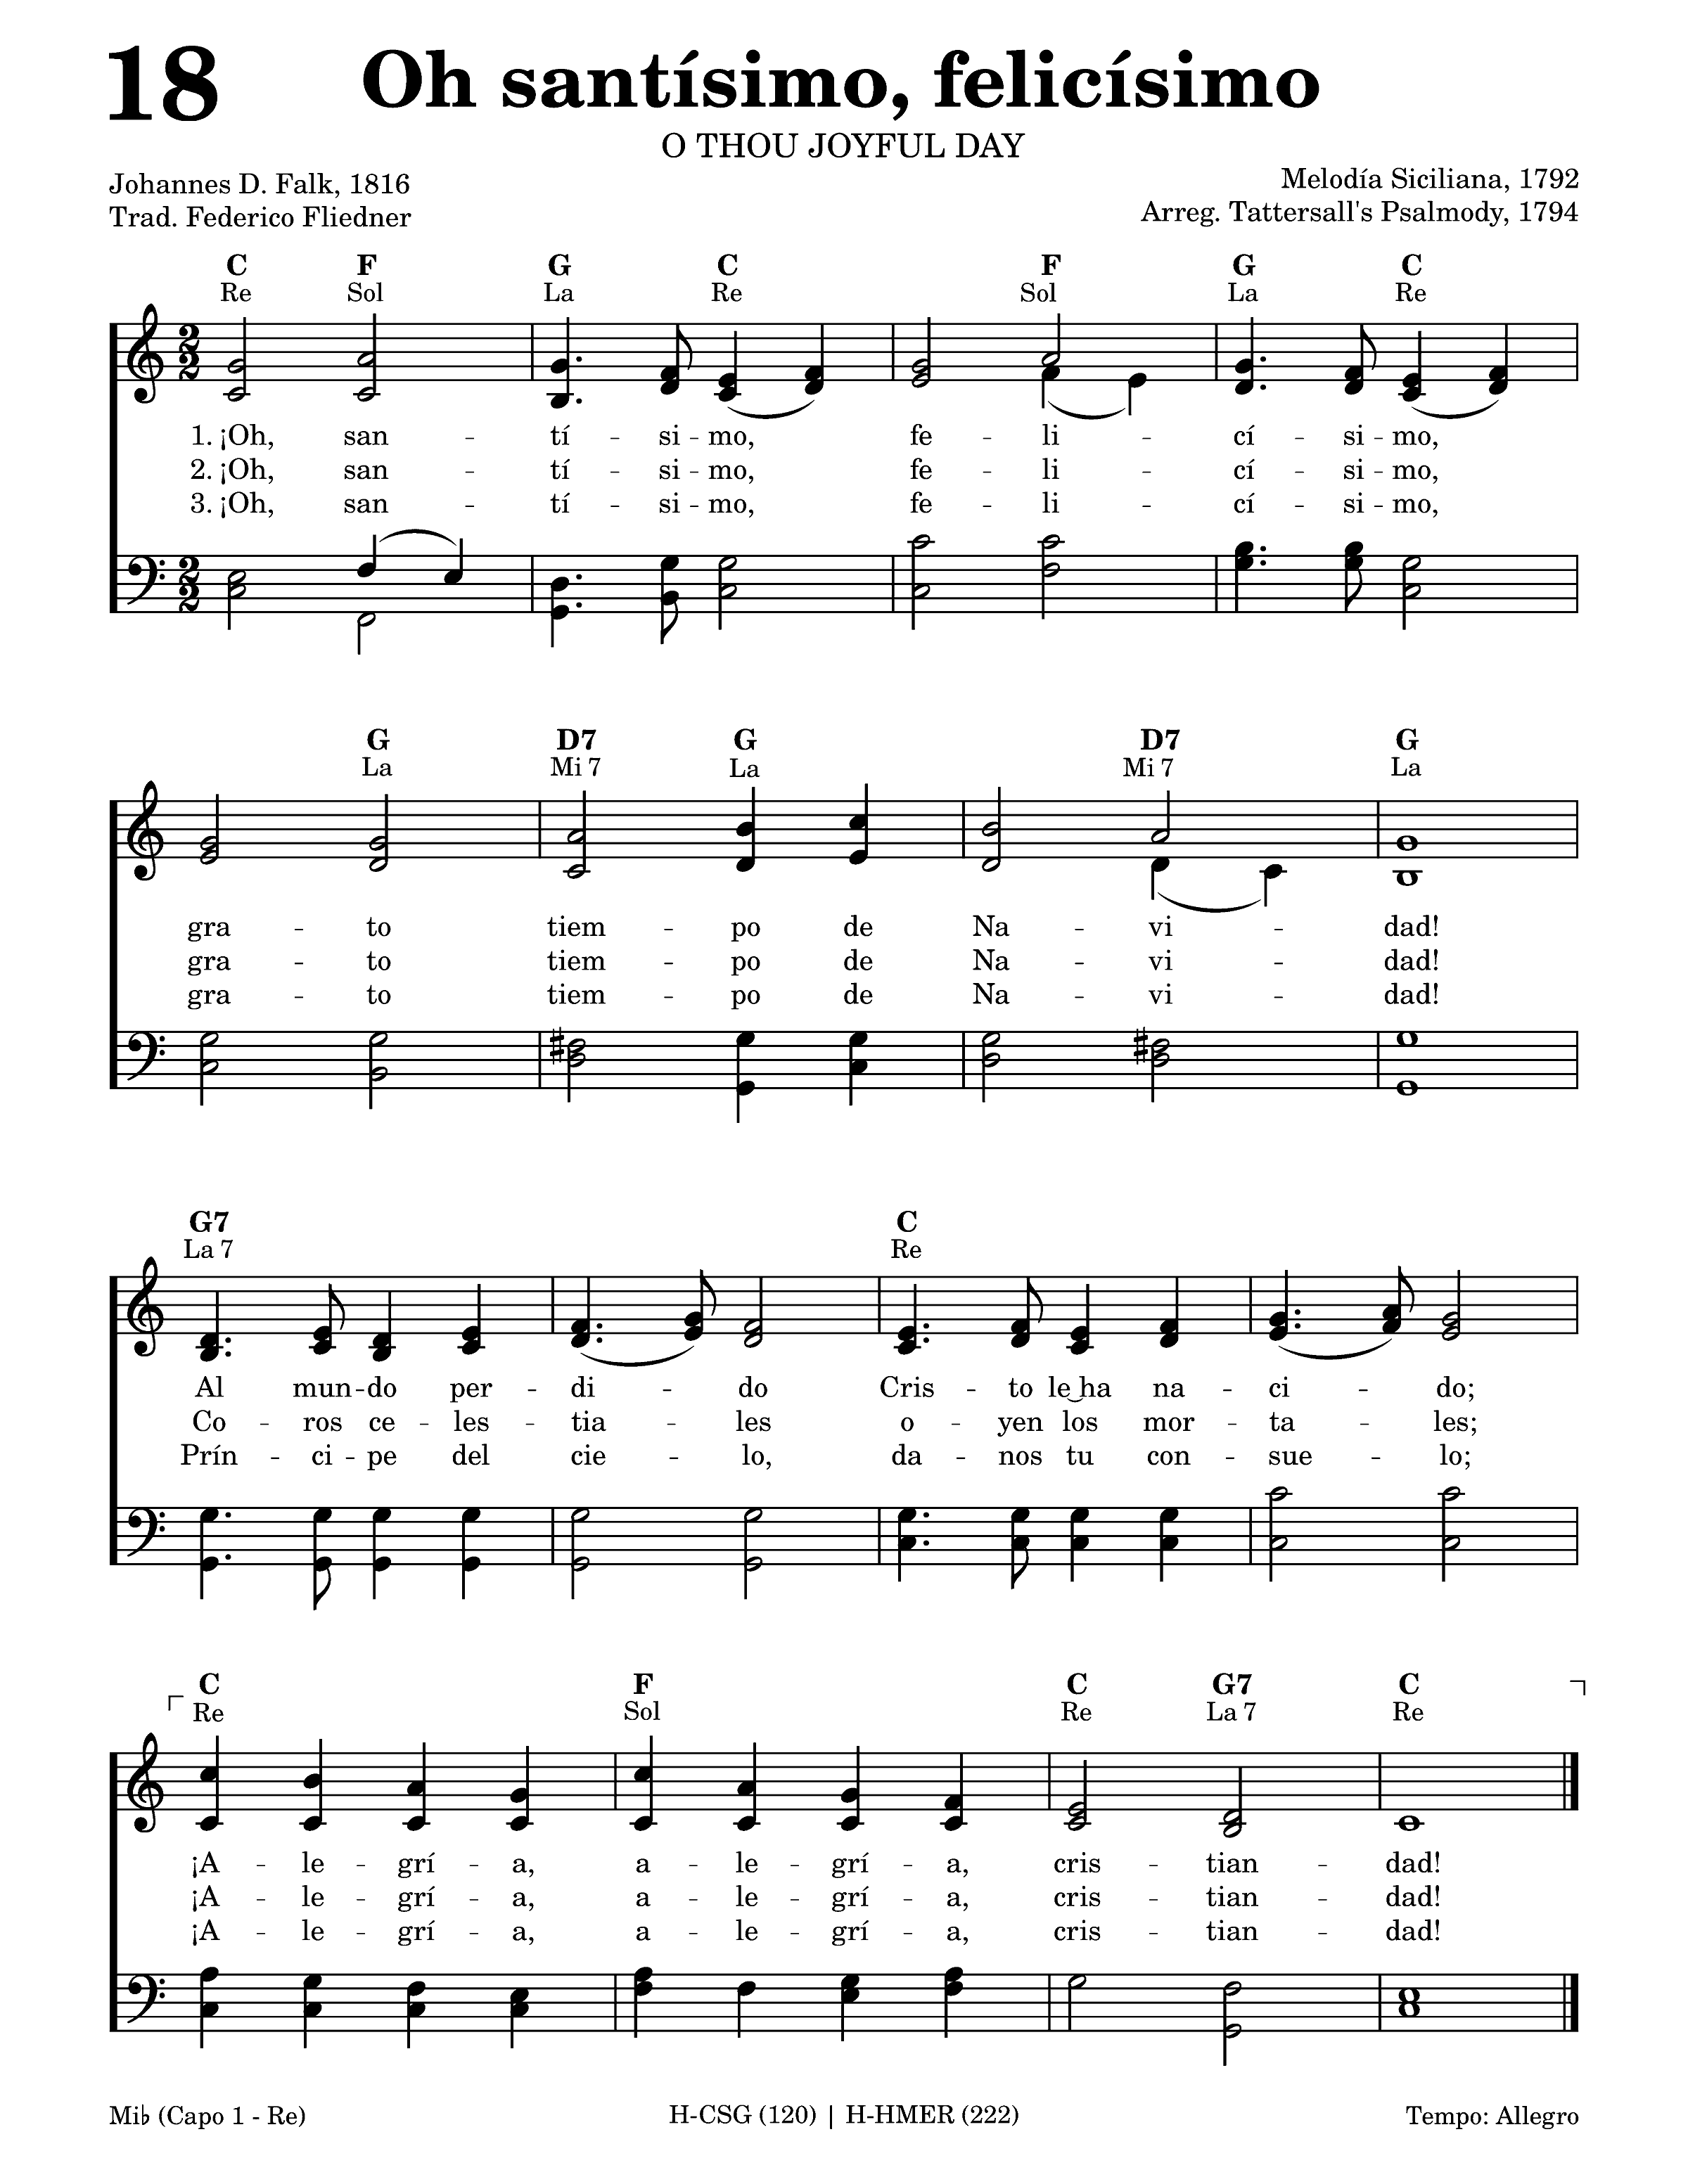 18 Oh santísimo, felicísimo
O THOU JOYFUL DAY
Johannes D. Falk, 1816
Trad. Federico Fliedner
Melodía Siciliana, 1792
Arreg. Tattersall's Psalmody, 1794
C F G C F G C
Re Sol La Re Sol La Re
1. ¡Oh, san - tí - si - mo, fe - li - cí - si - mo,
2. ¡Oh, san - tí - si - mo, fe - li - cí - si - mo,
3. ¡Oh, san - tí - si - mo, fe - li - cí - si - mo,
G D7 G D7 G
La Mi 7 La Mi 7 La
gra - to tiem - po de Na - vi - dad!
gra - to tiem - po de Na - vi - dad!
gra - to tiem - po de Na - vi - dad!
G7 C
La 7 Re
Al mun - do per - di - do Cris - to le‿ha na - ci - do;
Co - ros ce - les - tia - les o - yen los mor - ta - les;
Prín - ci - pe del cie - lo, da - nos tu con - sue - lo;
C F C G7 C
Re Sol Re La 7 Re
¡A - le - grí - a, a - le - grí - a, cris - tian - dad!
¡A - le - grí - a, a - le - grí - a, cris - tian - dad!
¡A - le - grí - a, a - le - grí - a, cris - tian - dad!
Mi♭ (Capo 1 - Re)
H-CSG (120) | H-HMER (222)
Tempo: Allegro